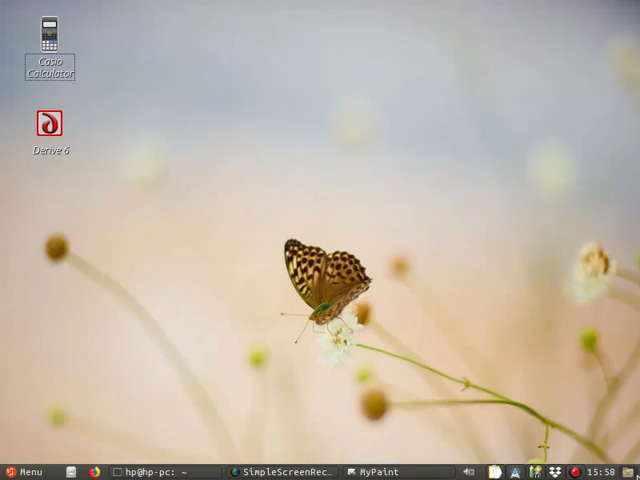 Casio
Calculator
Derive 6
Menu
hp@hp-pc: ~
SimpleScreenRec...
MyPaint
15:58